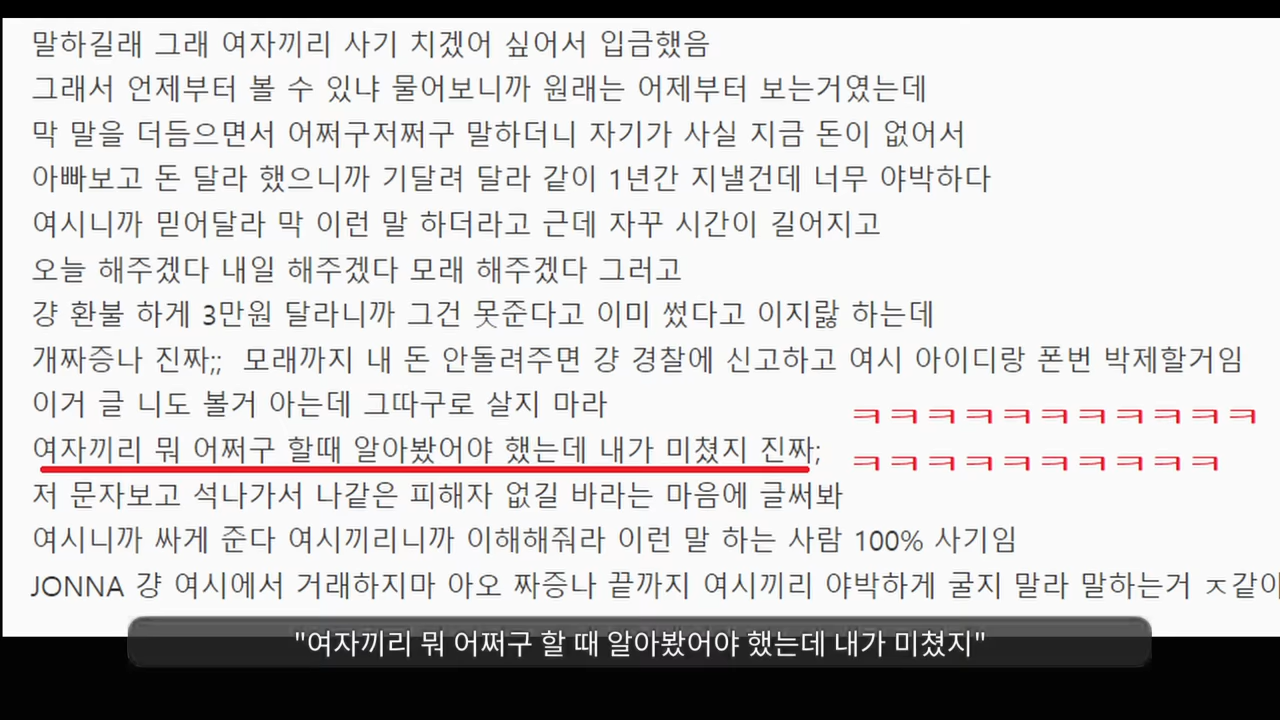 말하길래 그래 여자끼리 사기 치겠어 싶어서 입금했음
그래서 언제부터 볼 수 있냐 물어보니까 원래는 어제부터 보는거였는데
막 말을 더듬으면서 어쩌구저쩌구 말하더니 자기가 사실 지금 돈이 없어서
아빠보고 돈 달라 했으니까 기달려 달라 같이 1년간 지낼건데 너무 야박하다
여시니까 믿어달라 막 이런 말 하더라고 근데 자꾸 시간이 길어지고
오늘 해주겠다 내일 해주겠다 모래 해주겠다 그러고
걍 환불 하게 3만원 달라니까 그건 못준다고 이미 썼다고 이지랋 하는데
개짜증나 진짜;; 모래까지 내 돈 안돌려주면 걍 경찰에 신고하고 여시 아이디랑 폰번 박제할거임
이거 글 니도 볼거 아는데 그따구로 살지 마라
ㅋㅋㅋㅋㅋㅋㅋㅋㅋㅋㅋ
여자끼리 뭐 어쩌구 할때 알아봤어야 했는데 내가 미쳤지 진짜;
ㅋㅋㅋㅋㅋㅋㅋㅋㅋㅋ
저 문자보고 석나가서 나같은 피해자 없길 바라는 마음에 글써봐
여시니까 싸게 준다 여시끼리니까 이해해줘라 이런 말 하는 사람 100% 사기임
JONNA 걍 여시에서 거래하지마 아오 짜증나 끝까지 여시끼리 야박하게 굴지 말라 말하는거 ㅈ같아
"여자끼리 뭐 어쩌구 할 때 알아봤어야 했는데 내가 미쳤지"